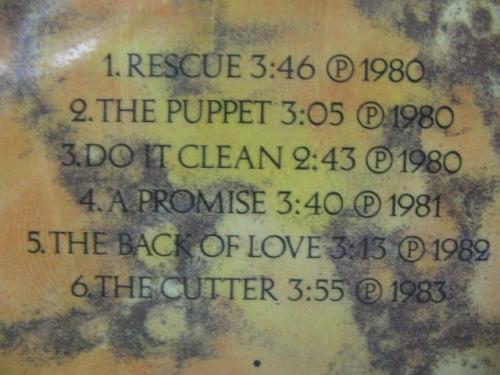 1. RESCUE 3:46 ℗ 1980
2. THE PUPPET 3:05 ℗ 1980
3. DO IT CLEAN 2:43 ℗ 1980
4. A PROMISE 3:40 ℗ 1981
5. THE BACK OF LOVE 3:13 ℗ 1982
6. THE CUTTER 3:55 ℗ 1983